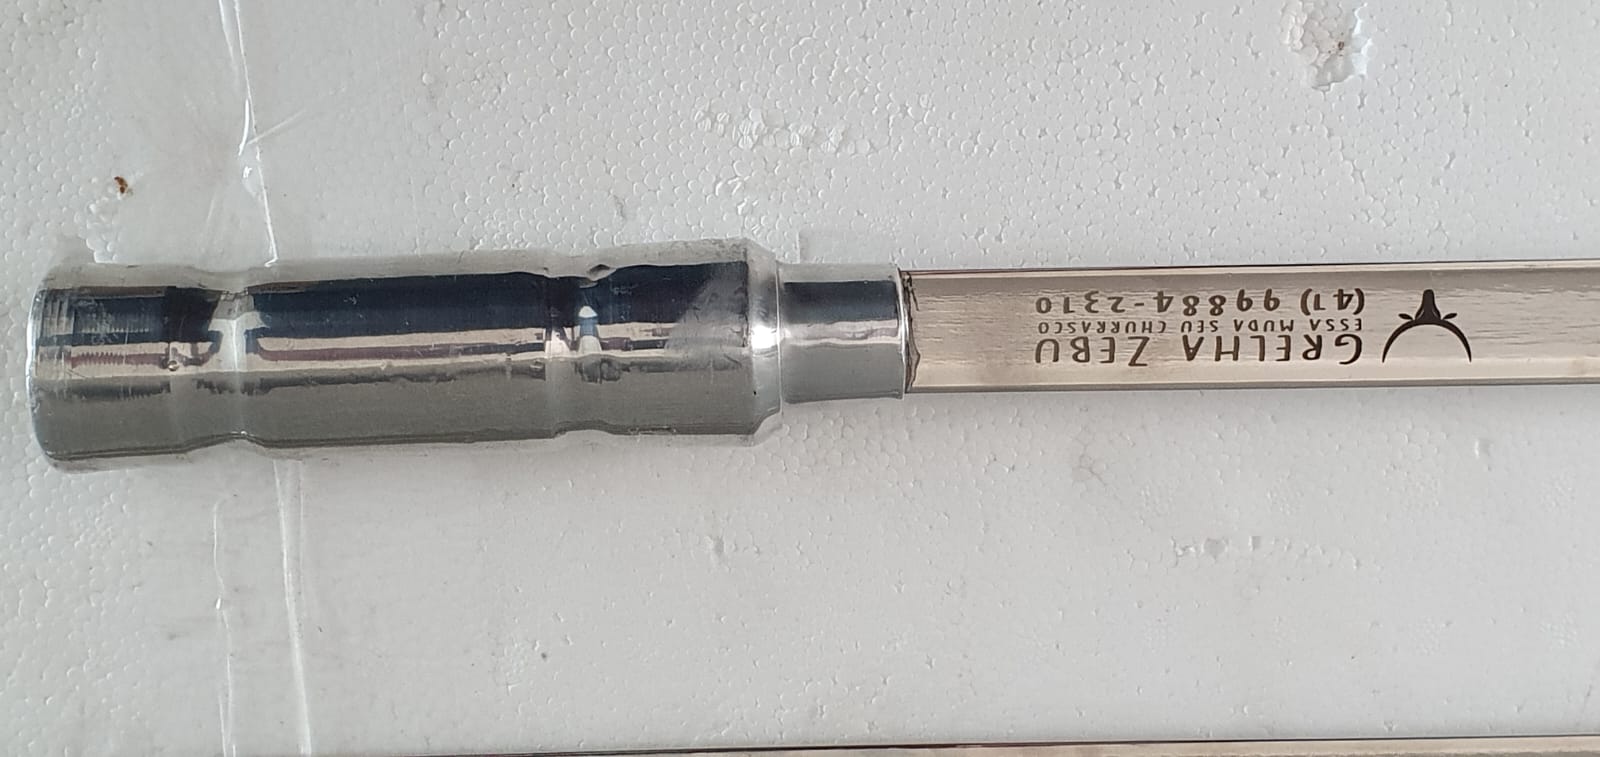 GRELHA ZEBU
ESSA MUDA SEU CHURRASCO
(41) 99884-2310